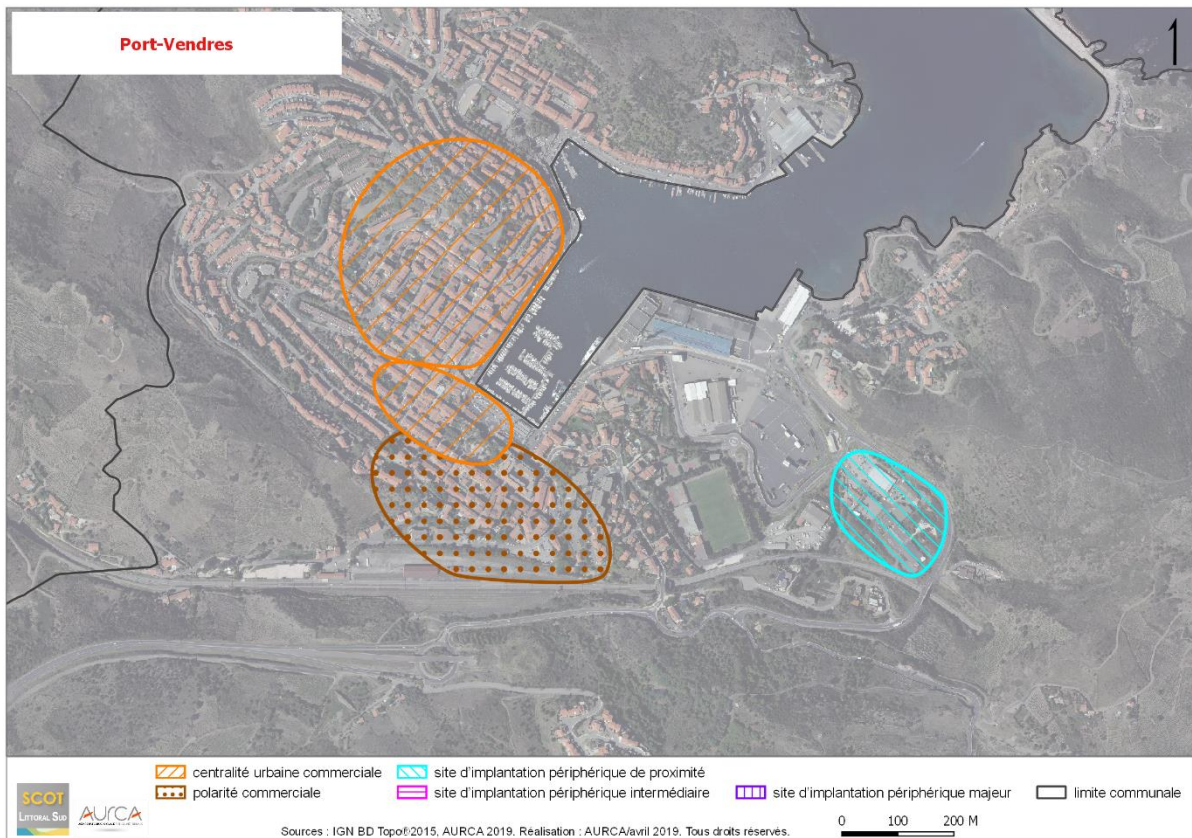 Port-Vendres
1
centralité urbaine commerciale
site d'implantation périphérique de proximité
polarité commerciale
site d'implantation périphérique intermédiaire
site d'implantation périphérique majeur
limite communale
SCOT
LITTORAL SUD
AURCA
Sources : IGN BD Topo®2015, AURCA 2019. Réalisation : AURCA/avril 2019. Tous droits réservés.
0 100 200 M